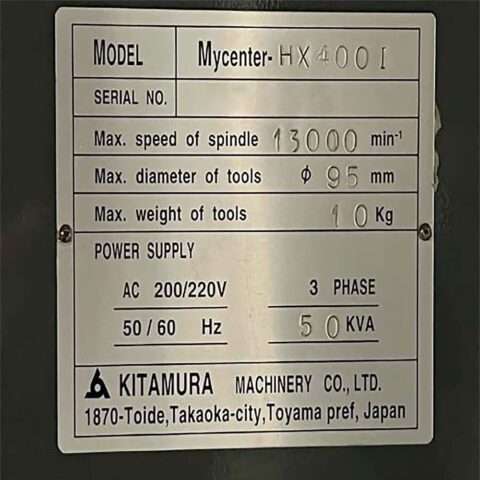 MODEL Mycenter-HX400I
SERIAL NO.
Max. speed of spindle 13000 min-1
Max. diameter of tools ϕ 95 mm
Max. weight of tools 10 Kg
POWER SUPPLY
AC 200/220V 3 PHASE
50/60 Hz 50 KVA
KITAMURA MACHINERY CO., LTD.
1870-Toide,Takaoka-city,Toyama pref, Japan